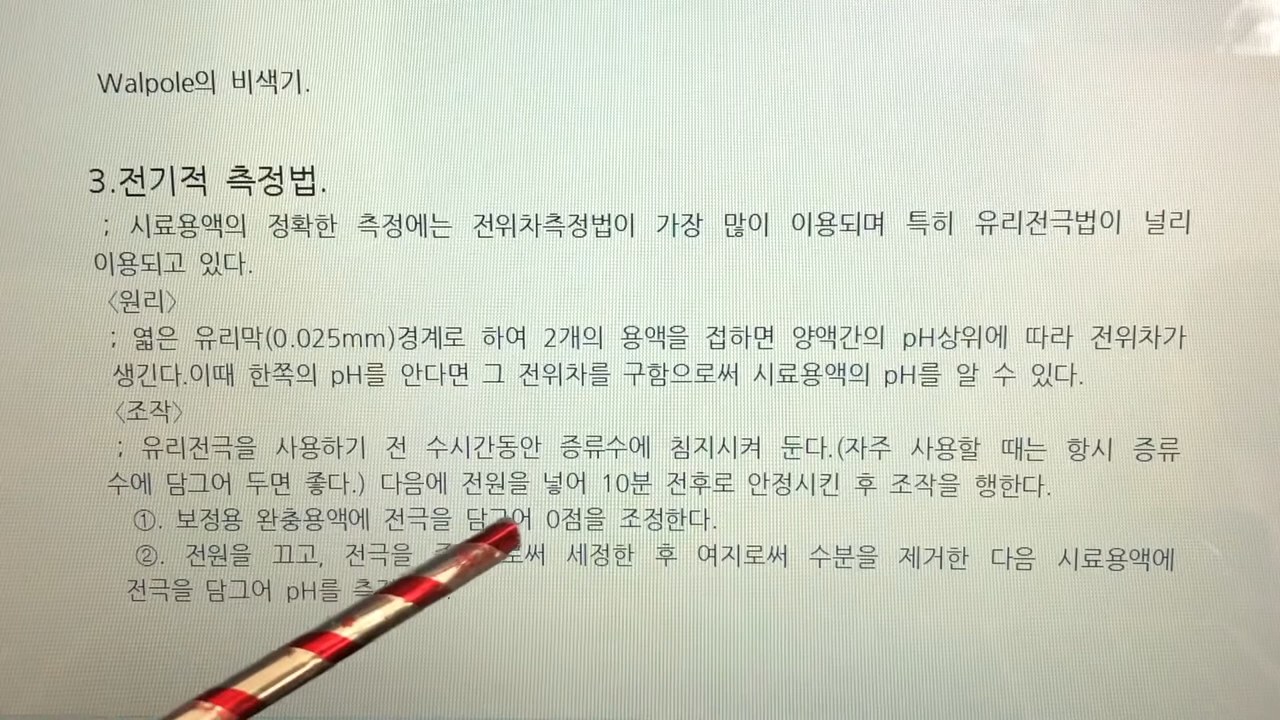 Walpole의 비색기.
3.전기적 측정법.
; 시료용액의 정확한 측정에는 전위차측정법이 가장 많이 이용되며 특히 유리전극법이 널리
이용되고 있다.
〈원리〉
; 엷은 유리막(0.025mm)경계로 하여 2개의 용액을 접하면 양액간의 pH상위에 따라 전위차가
생긴다.이때 한쪽의 pH를 안다면 그 전위차를 구함으로써 시료용액의 pH를 알 수 있다.
〈조작〉
; 유리전극을 사용하기 전 수시간동안 증류수에 침지시켜 둔다.(자주 사용할 때는 항시 증류
수에 담그어 두면 좋다.) 다음에 전원을 넣어 10분 전후로 안정시킨 후 조작을 행한다.
①. 보정용 완충용액에 전극을 담그어 0점을 조정한다.
②. 전원을 끄고, 전극을 세정한 후 여지로써 수분을 제거한 다음 시료용액에
전극을 담그어 pH를